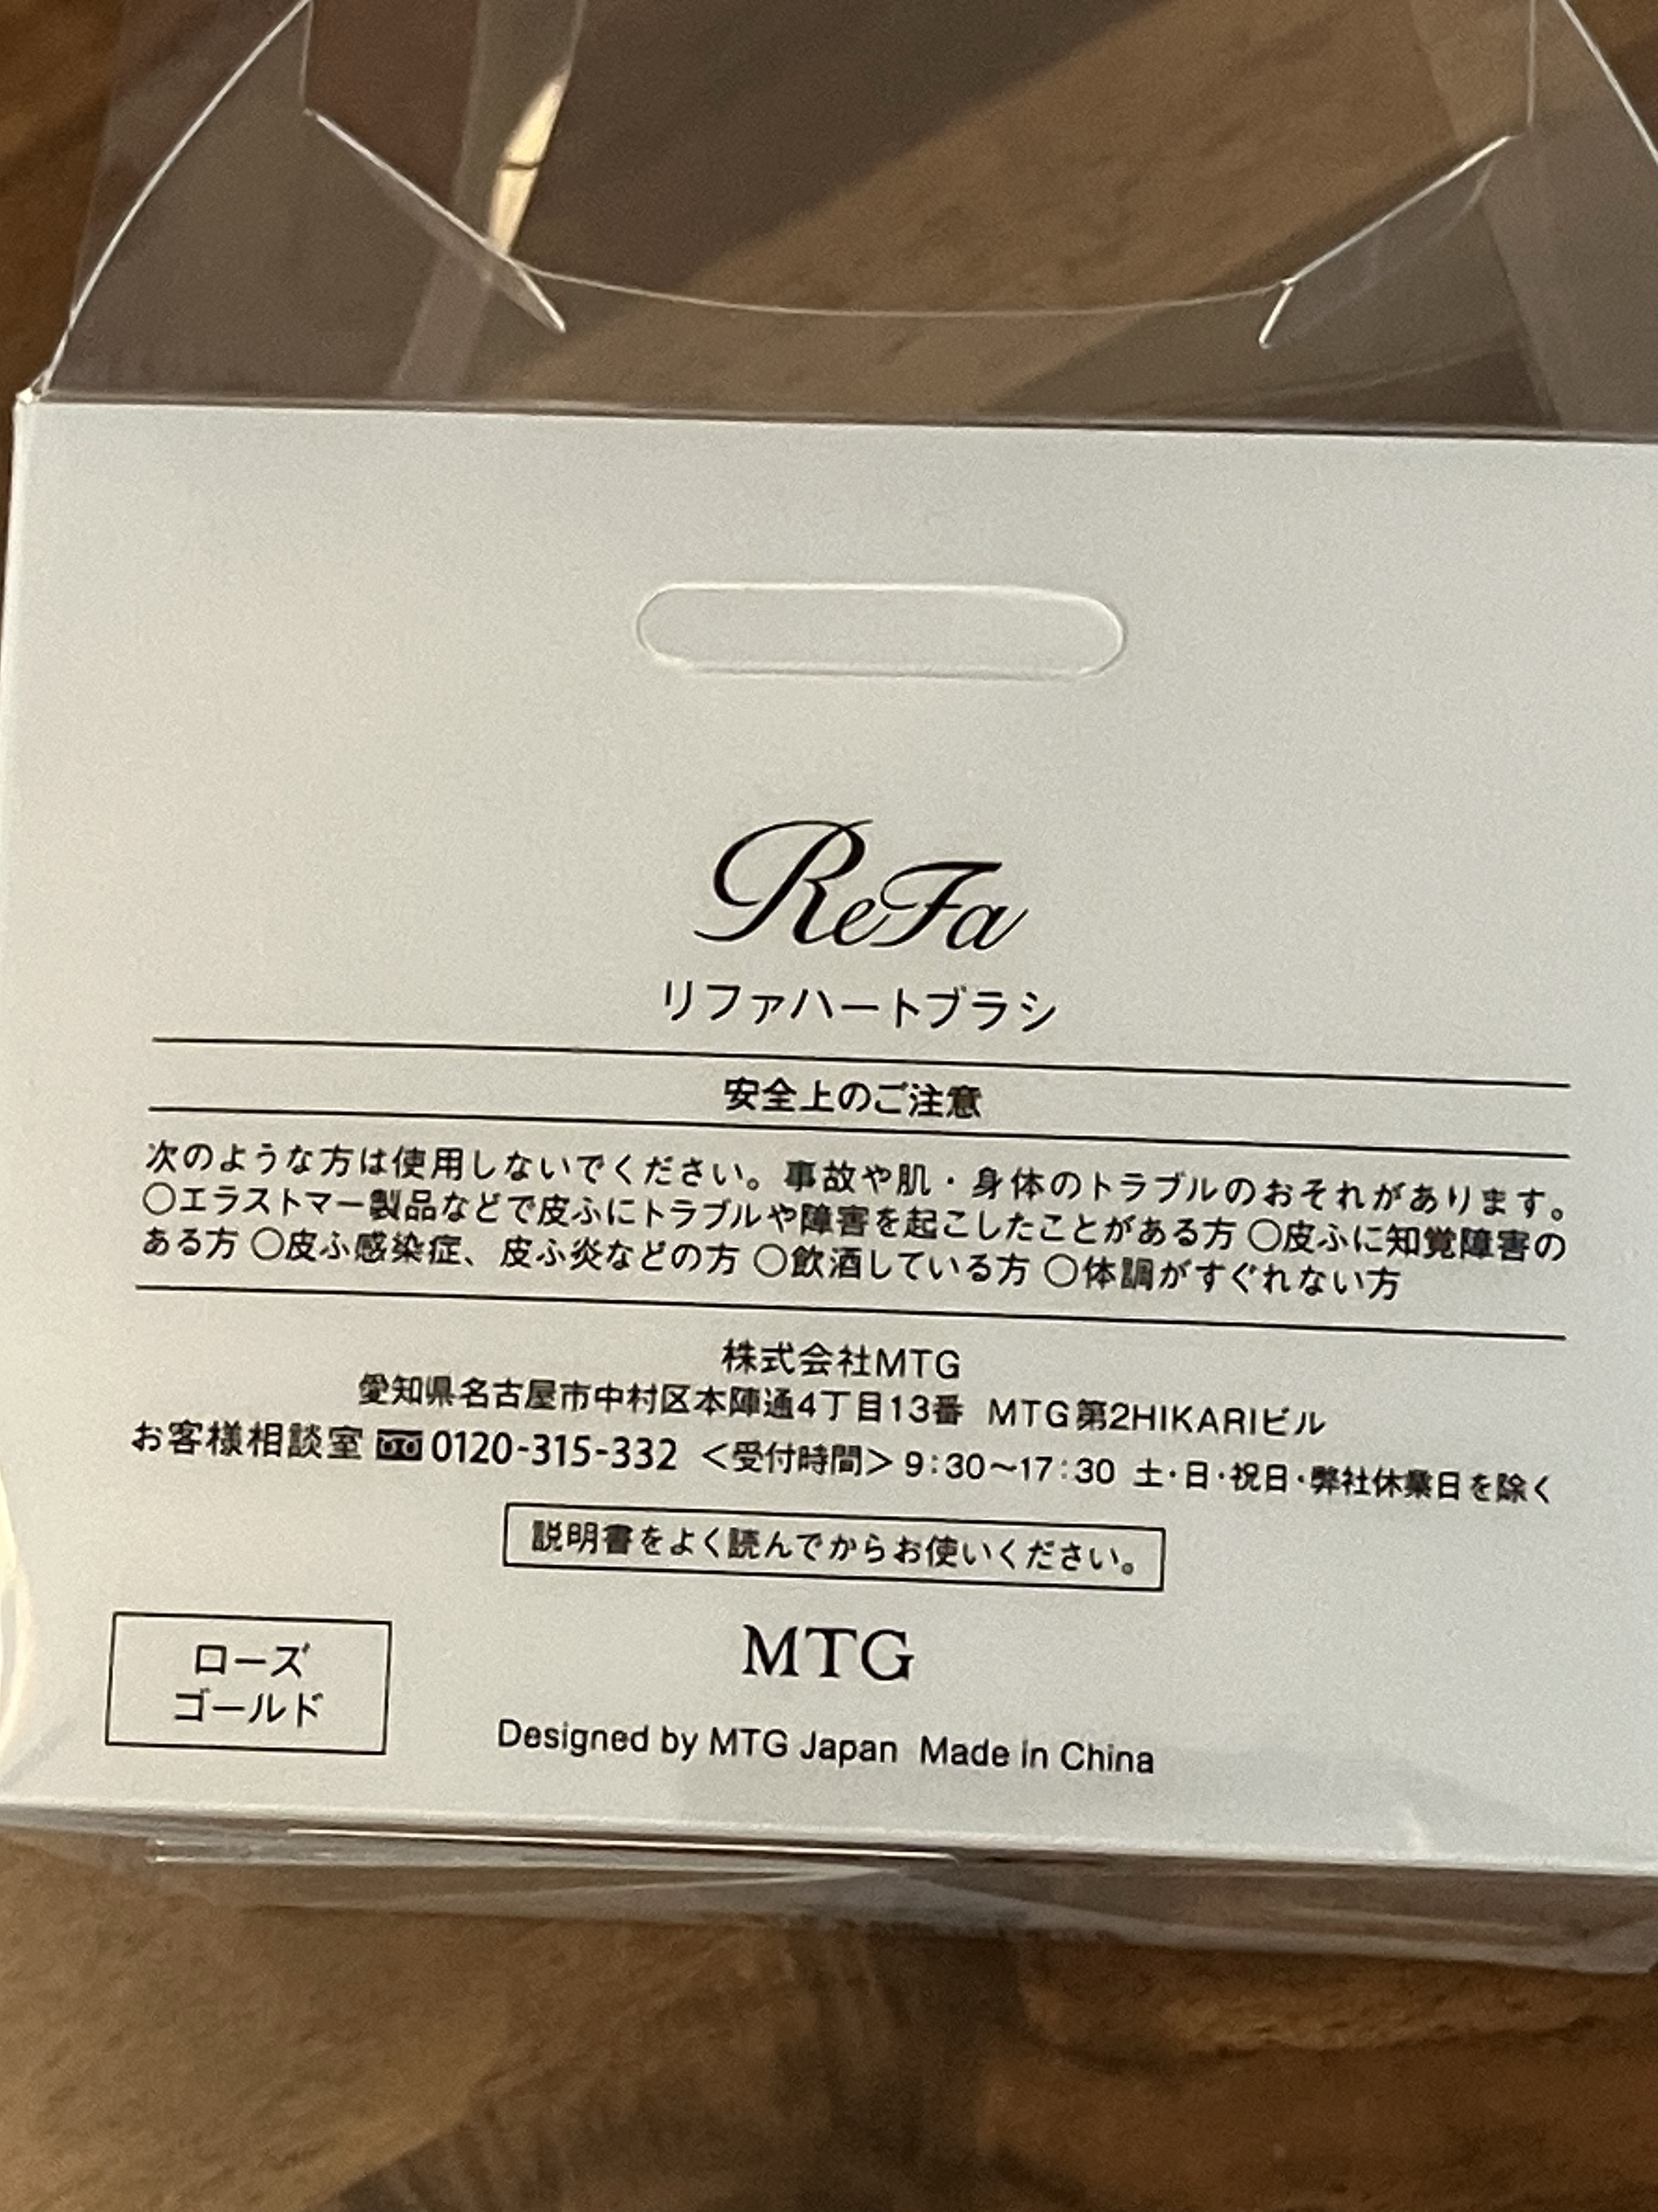 ReFa
リファハートブラシ
安全上のご注意
次のような方は使用しないでください。事故や肌・身体のトラブルのおそれがあります。
〇エラストマー製品などで皮ふにトラブルや障害を起こしたことがある方 〇皮ふに知覚障害の
ある方 〇皮ふ感染症、皮ふ炎などの方 〇飲酒している方 〇体調がすぐれない方
株式会社MTG
愛知県名古屋市中村区本陣通4丁目13番 MTG第2HIKARIビル
お客様相談室 0120-315-332 <受付時間> 9:30~17:30 土・日・祝日・弊社休業日を除く
説明書をよく読んでからお使いください。
ローズ
ゴールド
MTG
Designed by MTG Japan Made in China